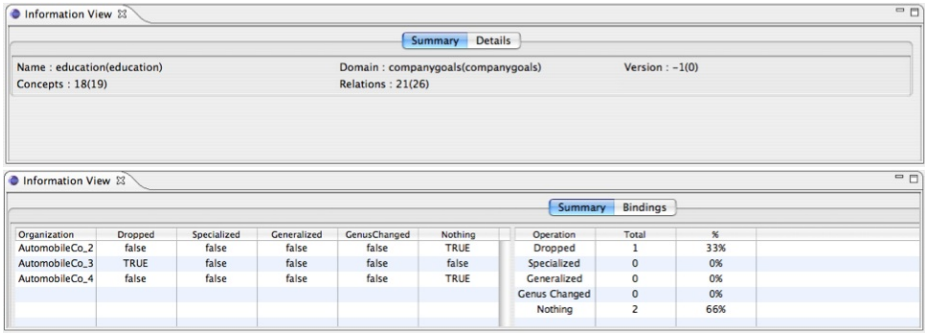 Information View
Summary Details
Name : education(education) Domain : companygoals(companygoals) Version : -1(0)
Concepts : 18(19) Relations : 21(26)
Information View
Summary Bindings
Organization Dropped Specialized Generalized GenusChanged Nothing Operation Total %
AutomobileCo_2 false false false false TRUE Dropped 1 33%
AutomobileCo_3 TRUE false false false false Specialized 0 0%
AutomobileCo_4 false false false false TRUE Generalized 0 0%
Genus Changed 0 0%
Nothing 2 66%